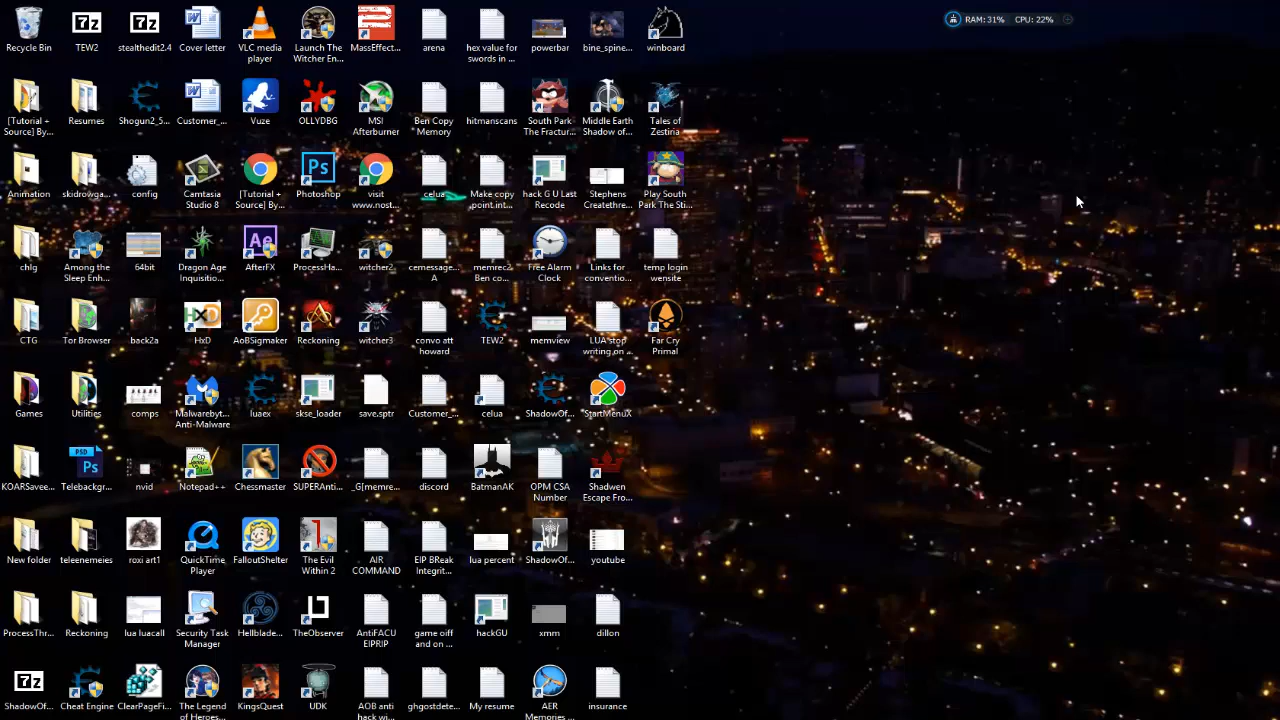 RAM: 31% CPU: 22%
Recycle Bin
TEW2
stealthedit2.4
Cover letter
VLC media
player
Launch The
Witcher En...
MassEffect...
arena
hex value for
swords in ...
powerbar
bine_spine...
winboard
[Tutorial +
Source] By...
Resumes
Shogun2_5...
Customer_...
Vuze
OLLYDBG
MSI
Afterburner
Ben Copy
Memory
hitmanscans
South Park
The Fractur...
Middle Earth
Shadow of...
Tales of
Zestiria
Animation
skidrowga...
config
Camtasia
Studio 8
[Tutorial +
Source] By...
Photoshop
visit
www.nost...
celua
Make copy
point.int...
hack G U Last
Recode
Stephens
Createthre...
Play South
Park The Sti...
chlg
Among the
Sleep Enh...
64bit
Dragon Age
Inquisitio...
AfterFX
ProcessHa...
witcher2
cemessage...
A
memrec2
Ben co...
Free Alarm
Clock
Links for
conventio...
temp login
wensite
CTG
Tor Browser
back2a
HxD
AoBSigmaker
Reckoning
witcher3
convo att
howard
TEW2
memview
LUA stop
writing on ...
Far Cry
Primal
Games
Utilities
comps
Malwarebyt...
Anti-Malware
luaex
skse_loader
save.sptr
Customer_...
celua
ShadowOf...
StartMenuX
KOARSavee...
Telebackgr...
nvid
Notepad++
Chessmaster
SUPERAnti...
_G[memre...
discord
BatmanAK
OPM CSA
Number
Shadwen
Escape Fro...
New folder
teleenemeies
roxi art1
QuickTime
Player
FalloutShelter
The Evil
Within 2
AIR
COMMAND
EIP BReak
Integrit...
lua percent
ShadowOf...
youtube
ProcessThr...
Reckoning
lua luacall
Security Task
Manager
Hellblade...
TheObserver
AntiFACU
EIPRIP
game oiff
and on ...
hackGU
xmm
dillon
ShadowOf...
Cheat Engine
ClearPageFi...
The Legend
of Heroes...
KingsQuest
UDK
AOB anti
hack wi...
ghgostdete...
My resume
AER
Memories ...
insurance